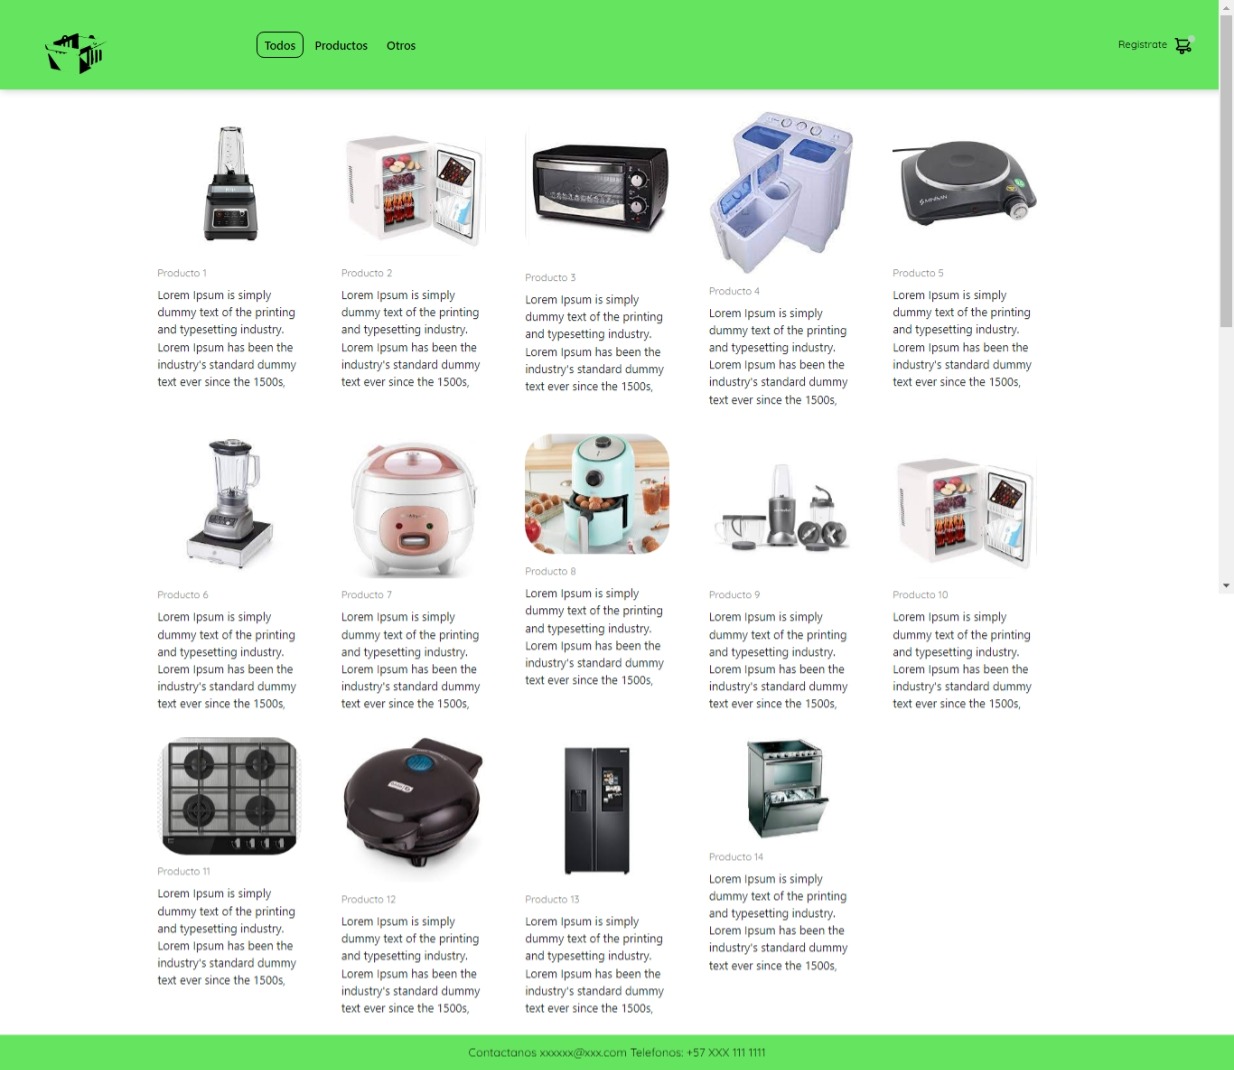 Todos Productos Otros Registrate
Producto 1
Lorem Ipsum is simply
dummy text of the printing
and typesetting industry.
Lorem Ipsum has been the
industry's standard dummy
text ever since the 1500s,
Producto 2
Lorem Ipsum is simply
dummy text of the printing
and typesetting industry.
Lorem Ipsum has been the
industry's standard dummy
text ever since the 1500s,
Producto 3
Lorem Ipsum is simply
dummy text of the printing
and typesetting industry.
Lorem Ipsum has been the
industry's standard dummy
text ever since the 1500s,
Producto 4
Lorem Ipsum is simply
dummy text of the printing
and typesetting industry.
Lorem Ipsum has been the
industry's standard dummy
text ever since the 1500s,
Producto 5
Lorem Ipsum is simply
dummy text of the printing
and typesetting industry.
Lorem Ipsum has been the
industry's standard dummy
text ever since the 1500s,
Producto 6
Lorem Ipsum is simply
dummy text of the printing
and typesetting industry.
Lorem Ipsum has been the
industry's standard dummy
text ever since the 1500s,
Producto 7
Lorem Ipsum is simply
dummy text of the printing
and typesetting industry.
Lorem Ipsum has been the
industry's standard dummy
text ever since the 1500s,
Producto 8
Lorem Ipsum is simply
dummy text of the printing
and typesetting industry.
Lorem Ipsum has been the
industry's standard dummy
text ever since the 1500s,
Producto 9
Lorem Ipsum is simply
dummy text of the printing
and typesetting industry.
Lorem Ipsum has been the
industry's standard dummy
text ever since the 1500s,
Producto 10
Lorem Ipsum is simply
dummy text of the printing
and typesetting industry.
Lorem Ipsum has been the
industry's standard dummy
text ever since the 1500s,
Producto 11
Lorem Ipsum is simply
dummy text of the printing
and typesetting industry.
Lorem Ipsum has been the
industry's standard dummy
text ever since the 1500s,
Producto 12
Lorem Ipsum is simply
dummy text of the printing
and typesetting industry.
Lorem Ipsum has been the
industry's standard dummy
text ever since the 1500s,
Producto 13
Lorem Ipsum is simply
dummy text of the printing
and typesetting industry.
Lorem Ipsum has been the
industry's standard dummy
text ever since the 1500s,
Producto 14
Lorem Ipsum is simply
dummy text of the printing
and typesetting industry.
Lorem Ipsum has been the
industry's standard dummy
text ever since the 1500s,
Contactanos xxxxxx@xxx.com Telefonos: +57 XXX 111 1111